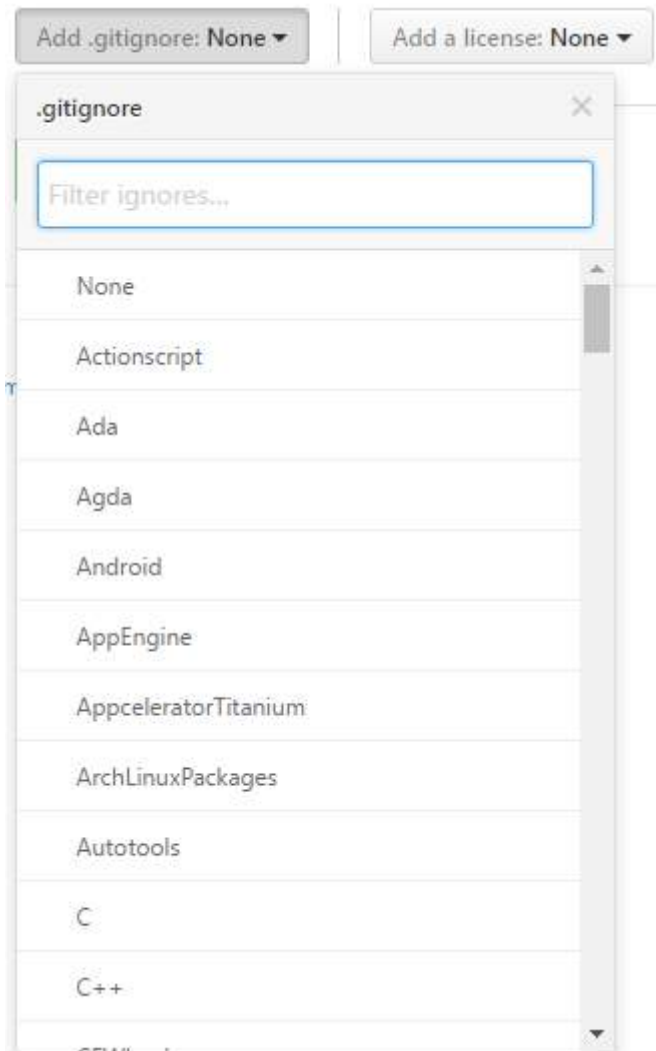 Add .gitignore: None Add a license: None
.gitignore
Filter ignores...
None
Actionscript
Ada
Agda
Android
AppEngine
AppceleratorTitanium
ArchLinuxPackages
Autotools
C
C++